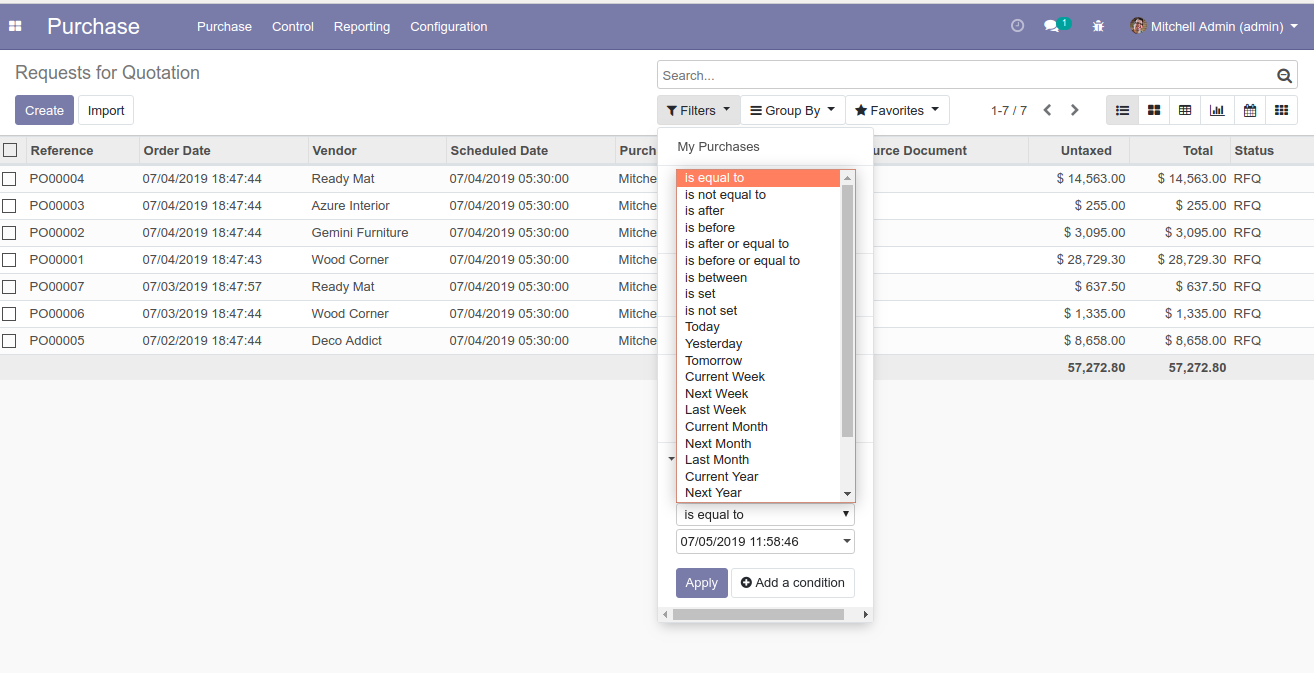 Purchase Purchase Control Reporting Configuration 1 Mitchell Admin (admin)
Requests for Quotation
Search...
Create Import Filters Group By Favorites 1-7 / 7
My Purchases
Reference Order Date Vendor Scheduled Date Purch urce Document Untaxed Total Status
PO00004 07/04/2019 18:47:44 Ready Mat 07/04/2019 05:30:00 Mitche $ 14,563.00 $ 14,563.00 RFQ
PO00003 07/04/2019 18:47:44 Azure Interior 07/04/2019 05:30:00 Mitche $ 255.00 $ 255.00 RFQ
PO00002 07/04/2019 18:47:44 Gemini Furniture 07/04/2019 05:30:00 Mitche $ 3,095.00 $ 3,095.00 RFQ
PO00001 07/04/2019 18:47:43 Wood Corner 07/04/2019 05:30:00 Mitche $ 28,729.30 $ 28,729.30 RFQ
PO00007 07/03/2019 18:47:57 Ready Mat 07/04/2019 05:30:00 Mitche $ 637.50 $ 637.50 RFQ
PO00006 07/03/2019 18:47:44 Wood Corner 07/04/2019 05:30:00 Mitche $ 1,335.00 $ 1,335.00 RFQ
PO00005 07/02/2019 18:47:44 Deco Addict 07/04/2019 05:30:00 Mitche $ 8,658.00 $ 8,658.00 RFQ
57,272.80 57,272.80
is equal to
is not equal to
is after
is before
is after or equal to
is before or equal to
is between
is set
is not set
Today
Yesterday
Tomorrow
Current Week
Next Week
Last Week
Current Month
Next Month
Last Month
Current Year
Next Year
is equal to
07/05/2019 11:58:46
Apply Add a condition